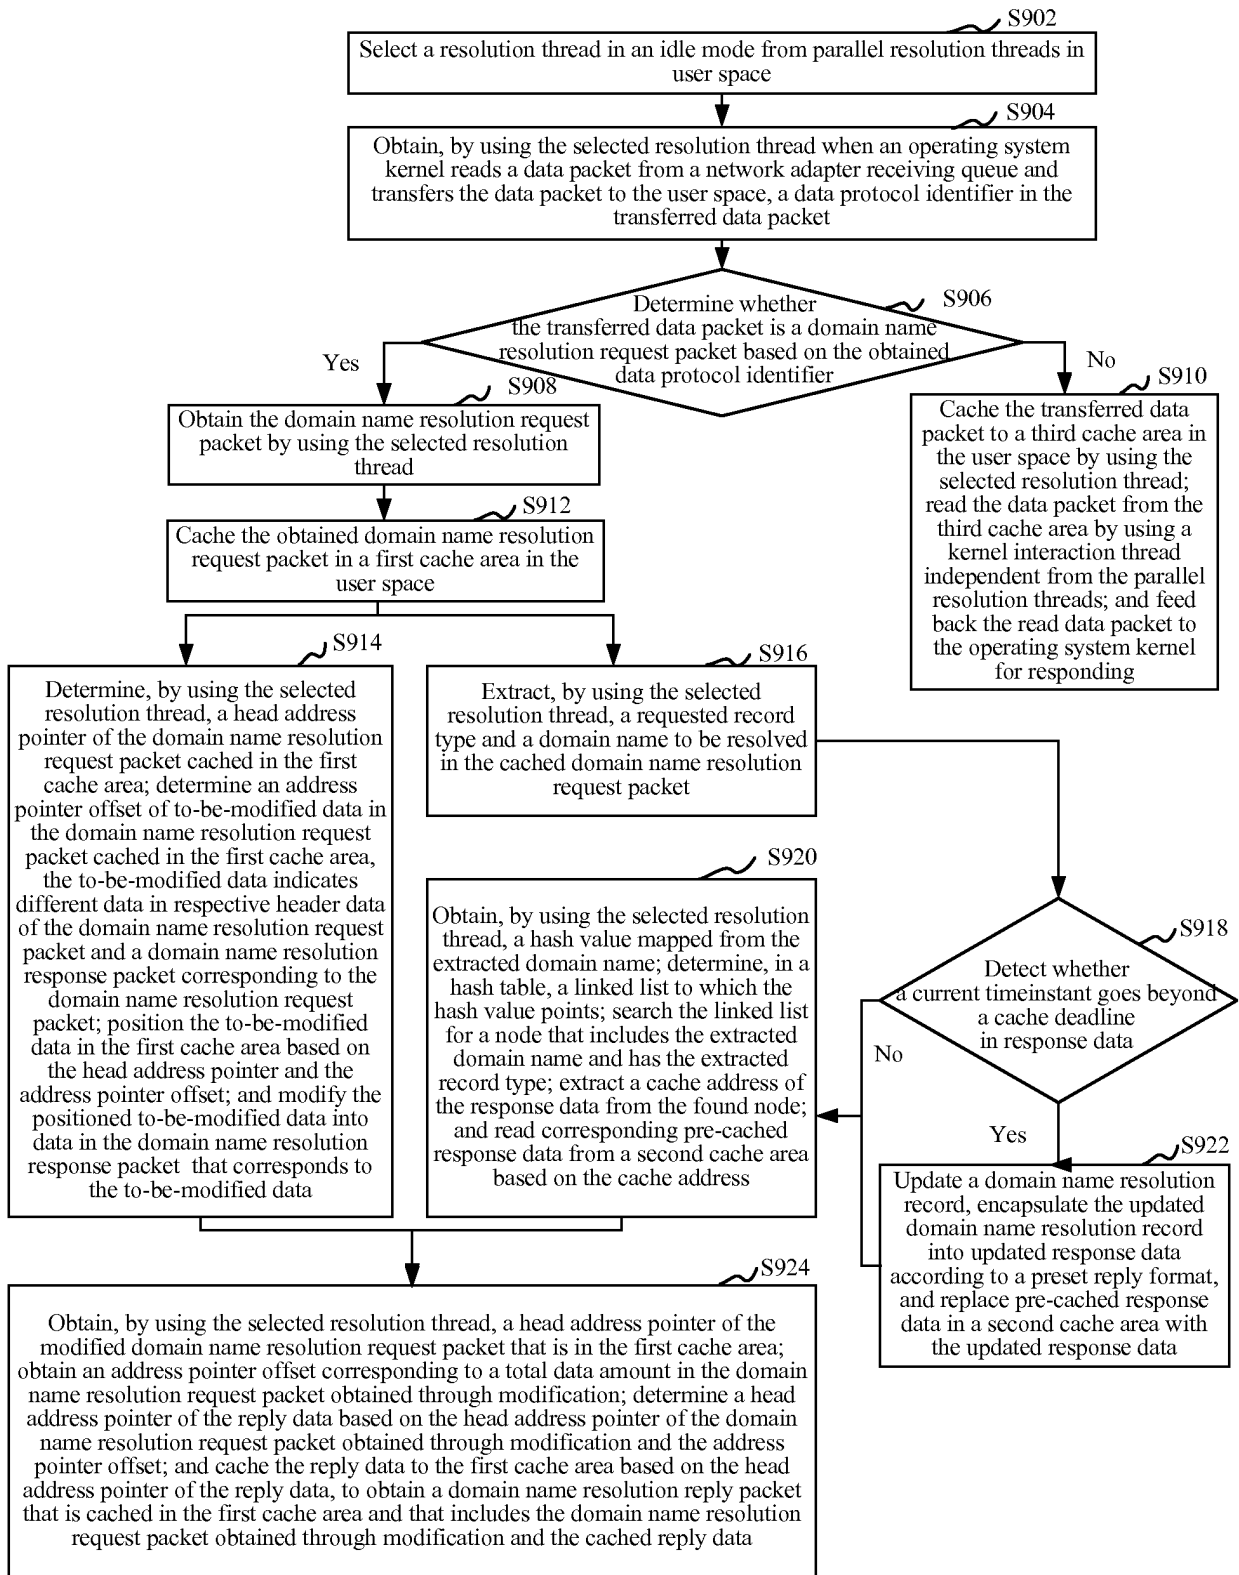 S902
Select a resolution thread in an idle mode from parallel resolution threads in
user space
S904
Obtain, by using the selected resolution thread when an operating system
kernel reads a data packet from a network adapter receiving queue and
transfers the data packet to the user space, a data protocol identifier in the
transferred data packet
S906
Determine whether
the transferred data packet is a domain name
resolution request packet based on the obtained
data protocol identifier
Yes
No
S908
Obtain the domain name resolution request
packet by using the selected resolution
thread
S910
Cache the transferred data
packet to a third cache area in
the user space by using the
selected resolution thread;
read the data packet from the
third cache area by using a
kernel interaction thread
independent from the parallel
resolution threads; and feed
back the read data packet to
the operating system kernel
for responding
S912
Cache the obtained domain name resolution
request packet in a first cache area in the
user space
S914
Determine, by using the selected
resolution thread, a head address
pointer of the domain name resolution
request packet cached in the first
cache area; determine an address
pointer offset of to-be-modified data in
the domain name resolution request
packet cached in the first cache area,
the to-be-modified data indicates
different data in respective header data
of the domain name resolution request
packet and a domain name resolution
response packet corresponding to the
domain name resolution request
packet; position the to-be-modified
data in the first cache area based on
the head address pointer and the
address pointer offset; and modify the
positioned to-be-modified data into
data in the domain name resolution
response packet that corresponds to
the to-be-modified data
S916
Extract, by using the selected
resolution thread, a requested record
type and a domain name to be resolved
in the cached domain name resolution
request packet
S918
Detect whether
a current timeinstant goes beyond
a cache deadline
in response data
No
Yes
S920
Obtain, by using the selected resolution
thread, a hash value mapped from the
extracted domain name; determine, in a
hash table, a linked list to which the
hash value points; search the linked list
for a node that includes the extracted
domain name and has the extracted
record type; extract a cache address of
the response data from the found node;
and read corresponding pre-cached
response data from a second cache area
based on the cache address
S922
Update a domain name resolution
record, encapsulate the updated
domain name resolution record
into updated response data
according to a preset reply format,
and replace pre-cached response
data in a second cache area with
the updated response data
S924
Obtain, by using the selected resolution thread, a head address pointer of the
modified domain name resolution request packet that is in the first cache area;
obtain an address pointer offset corresponding to a total data amount in the domain
name resolution request packet obtained through modification; determine a head
address pointer of the reply data based on the head address pointer of the domain
name resolution request packet obtained through modification and the address
pointer offset; and cache the reply data to the first cache area based on the head
address pointer of the reply data, to obtain a domain name resolution reply packet
that is cached in the first cache area and that includes the domain name resolution
request packet obtained through modification and the cached reply data